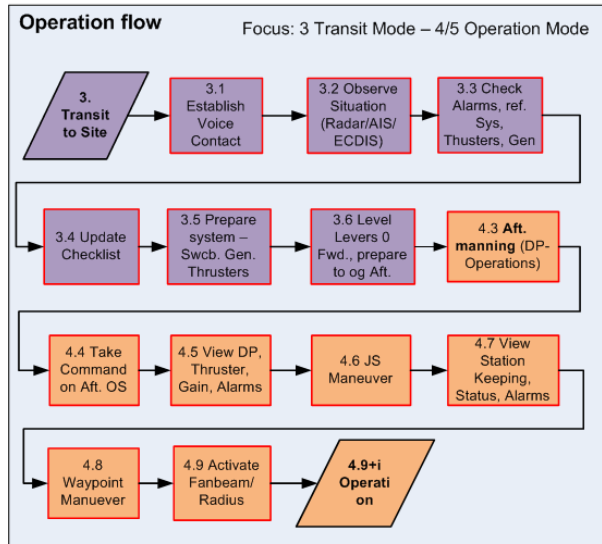 Operation flow
Focus: 3 Transit Mode – 4/5 Operation Mode
3.
Transit
to Site
3.1
Establish
Voice
Contact
3.2 Observe
Situation
(Radar/AIS/
ECDIS)
3.3 Check
Alarms, ref.
Sys,
Thusters, Gen
3.4 Update
Checklist
3.5 Prepare
system –
Swcb. Gen.
Thrusters
3.6 Level
Levers 0
Fwd., prepare
to og Aft.
4.3 Aft.
manning (DP-
Operations)
4.4 Take
Command
on Aft. OS
4.5 View DP,
Thruster,
Gain, Alarms
4.6 JS
Maneuver
4.7 View
Station
Keeping,
Status, Alarms
4.8
Waypoint
Manuever
4.9 Activate
Fanbeam/
Radius
4.9+i
Operati
on